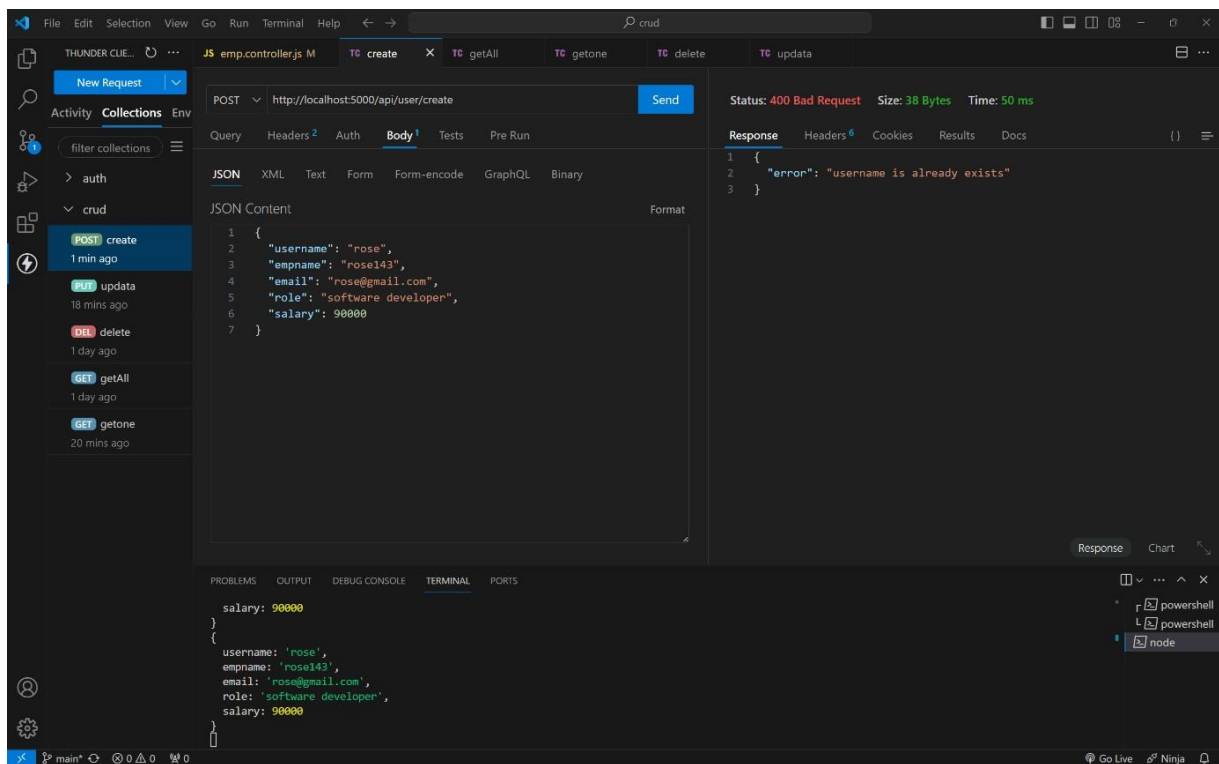 File Edit Selection View Go Run Terminal Help crud
THUNDER CLIE... ...
JS emp.controller.js M TC create TC getAll TC getone TC delete TC updata
New Request
Activity Collections Env
filter collections
auth
crud
POST create
1 min ago
PUT updata
18 mins ago
DEL delete
1 day ago
GET getAll
1 day ago
GET getone
20 mins ago
POST http://localhost:5000/api/user/create Send
Query Headers 2 Auth Body 1 Tests Pre Run
JSON XML Text Form Form-encode GraphQL Binary
JSON Content Format
1 {
2 "username": "rose",
3 "empname": "rose143",
4 "email": "rose@gmail.com",
5 "role": "software developer",
6 "salary": 90000
7 }
Status: 400 Bad Request Size: 38 Bytes Time: 50 ms
Response Headers 6 Cookies Results Docs {}
1 {
2 "error": "username is already exists"
3 }
Response Chart
PROBLEMS OUTPUT DEBUG CONSOLE TERMINAL PORTS
salary: 90000
}
{
username: 'rose',
empname: 'rose143',
email: 'rose@gmail.com',
role: 'software developer',
salary: 90000
}
powershell
powershell
node
1
main* 0 0 0 Go Live Ninja